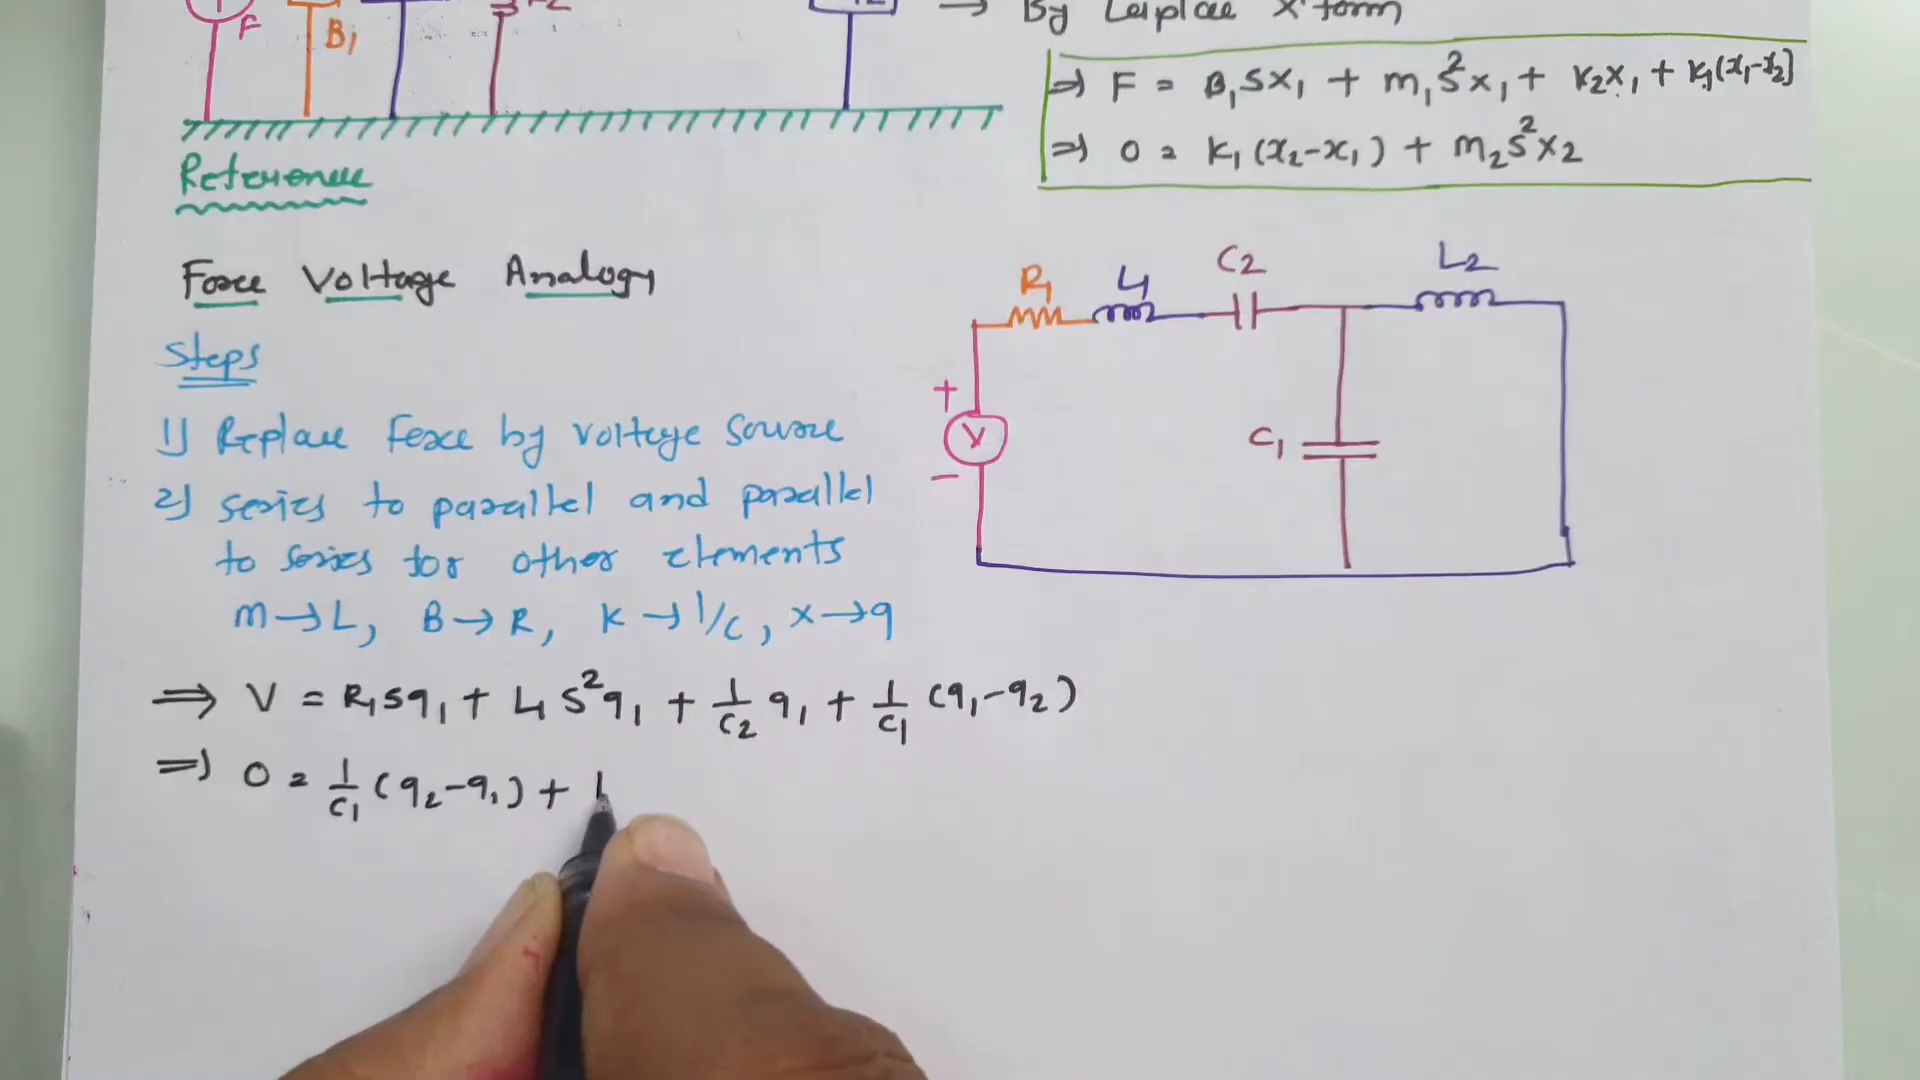 F
B₁
→ By Laplace X'form
⇒ F = B₁SX₁ + M₁S²X₁ + K₂X₁ + K₁(X₁-X₂)
⇒ 0 = K₁(X₂-X₁) + M₂S²X₂
Reference
Force Voltage Analogy
Steps
1) Replace Force by voltage source
2) series to parallel and parallel
to series for other elements
M→L, B→R, K→1/C, X→q
R₁ L₁ C₂ L₂
+
V
-
C₁
⇒ V = R₁sq₁ + L₁S²q₁ + 1/C₂ q₁ + 1/C₁ (q₁-q₂)
⇒ 0 = 1/C₁ (q₂-q₁) +